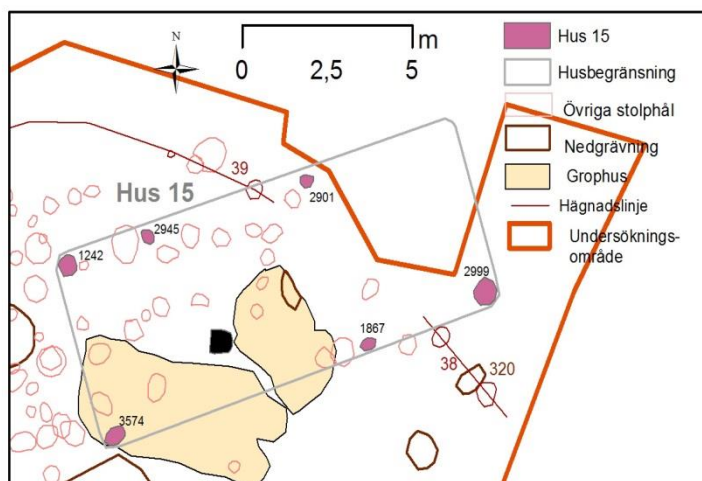 N
0 2,5 5 m
Hus 15
Husbegränsning
Övriga stolphål
Nedgrävning
Grophus
Hägnadslinje
Undersöknings-
område
39
Hus 15
2901
2945
1242
2999
1867
38
320
3574